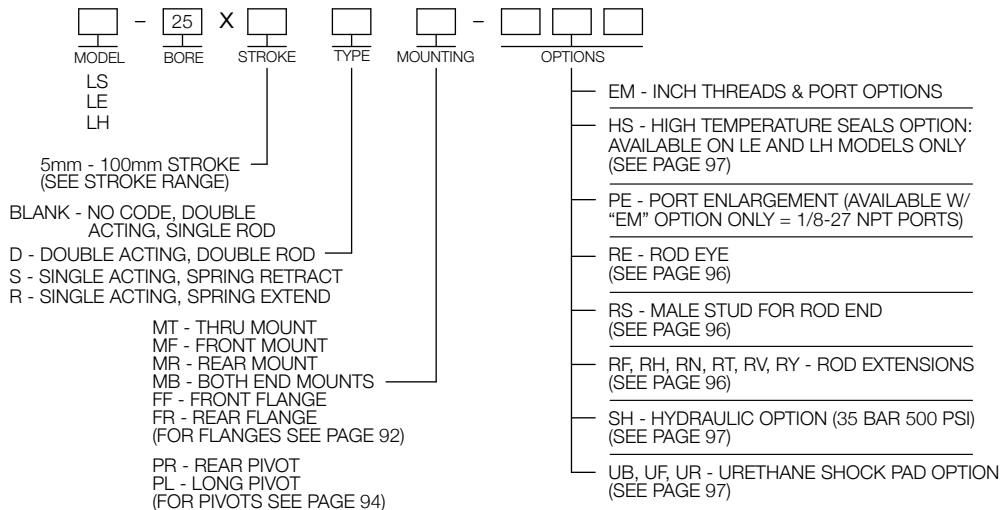 – 25 X –
MODEL BORE STROKE TYPE MOUNTING OPTIONS
LS
LE
LH
5mm - 100mm STROKE
(SEE STROKE RANGE)
BLANK - NO CODE, DOUBLE
ACTING, SINGLE ROD
D - DOUBLE ACTING, DOUBLE ROD
S - SINGLE ACTING, SPRING RETRACT
R - SINGLE ACTING, SPRING EXTEND
MT - THRU MOUNT
MF - FRONT MOUNT
MR - REAR MOUNT
MB - BOTH END MOUNTS
FF - FRONT FLANGE
FR - REAR FLANGE
(FOR FLANGES SEE PAGE 92)
PR - REAR PIVOT
PL - LONG PIVOT
(FOR PIVOTS SEE PAGE 94)
EM - INCH THREADS & PORT OPTIONS
HS - HIGH TEMPERATURE SEALS OPTION:
AVAILABLE ON LE AND LH MODELS ONLY
(SEE PAGE 97)
PE - PORT ENLARGEMENT (AVAILABLE W/
“EM” OPTION ONLY = 1/8-27 NPT PORTS)
RE - ROD EYE
(SEE PAGE 96)
RS - MALE STUD FOR ROD END
(SEE PAGE 96)
RF, RH, RN, RT, RV, RY - ROD EXTENSIONS
(SEE PAGE 96)
SH - HYDRAULIC OPTION (35 BAR 500 PSI)
(SEE PAGE 97)
UB, UF, UR - URETHANE SHOCK PAD OPTION
(SEE PAGE 97)